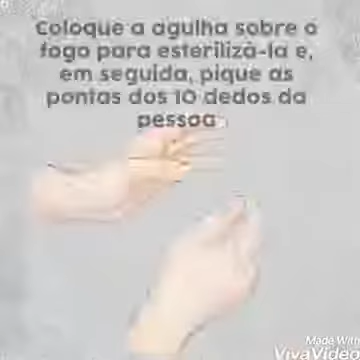 Coloque a agulha sobre o
fogo para esterilizá-la e,
em seguida, pique as
pontas dos 10 dedos da
pessoa
Made With
VivaVideo